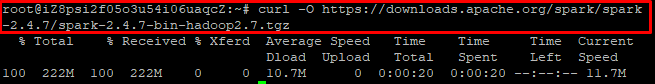 root@iZ8psi2f05o3u54i06uaqcZ:~# curl -O https://downloads.apache.org/spark/spark
-2.4.7/spark-2.4.7-bin-hadoop2.7.tgz
% Total % Received % Xferd Average Speed Time Time Time Current
Dload Upload Total Spent Left Speed
100 222M 100 222M 0 0 10.7M 0 0:00:20 0:00:20 --:--:-- 11.7M